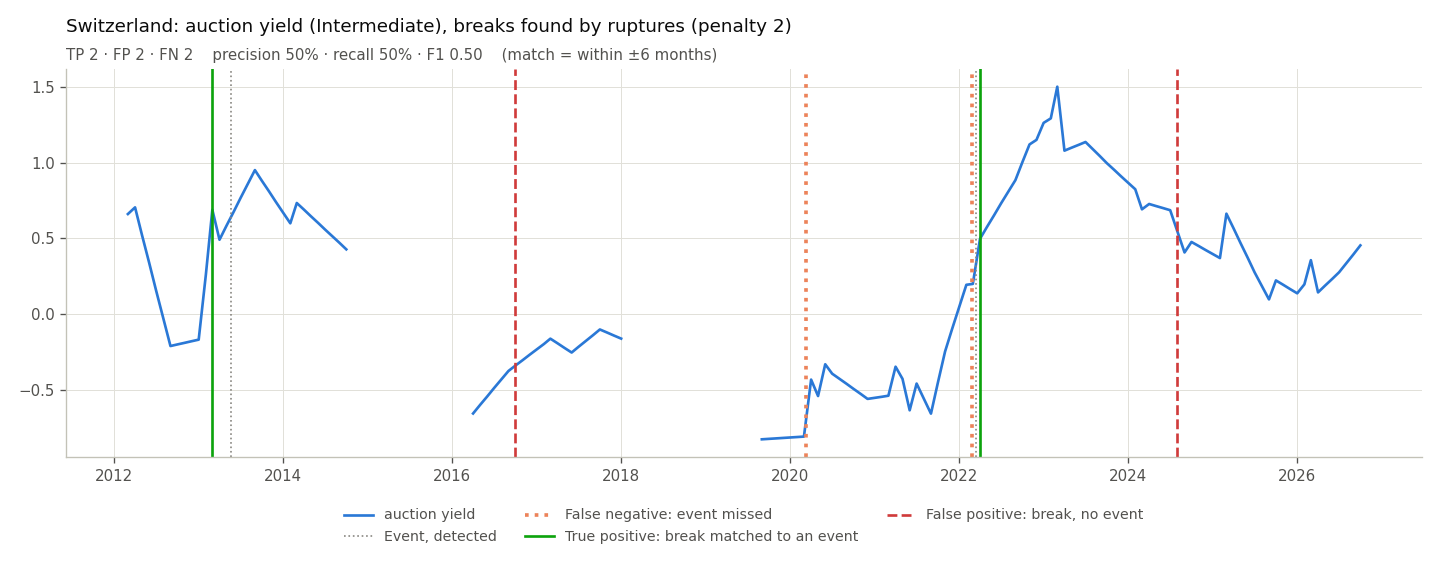 Switzerland: auction yield (Intermediate), breaks found by ruptures (penalty 2)
TP 2 · FP 2 · FN 2    precision 50% · recall 50% · F1 0.50    (match = within ±6 months)
1.5
1.0
0.5
0.0
−0.5
2012 2014 2016 2018 2020 2022 2024 2026
auction yield False negative: event missed False positive: break, no event
Event, detected True positive: break matched to an event